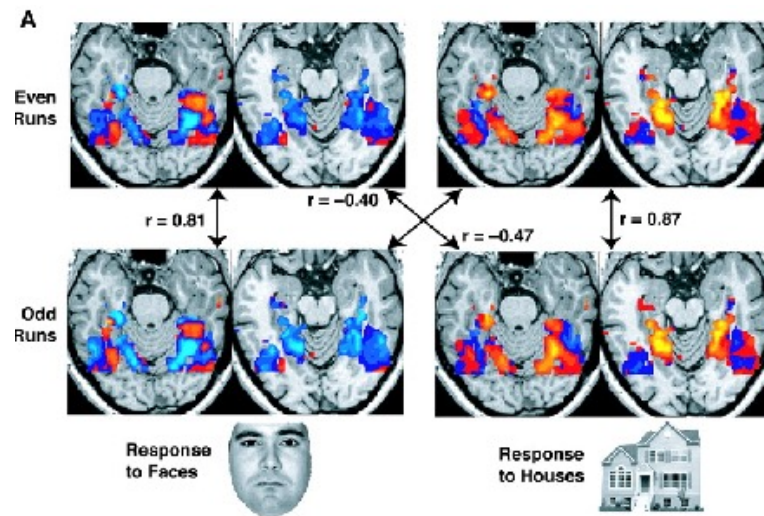 A
Even
Runs
r = 0.81
r = −0.40
r = −0.47
r = 0.87
Odd
Runs
Response
to Faces
Response
to Houses